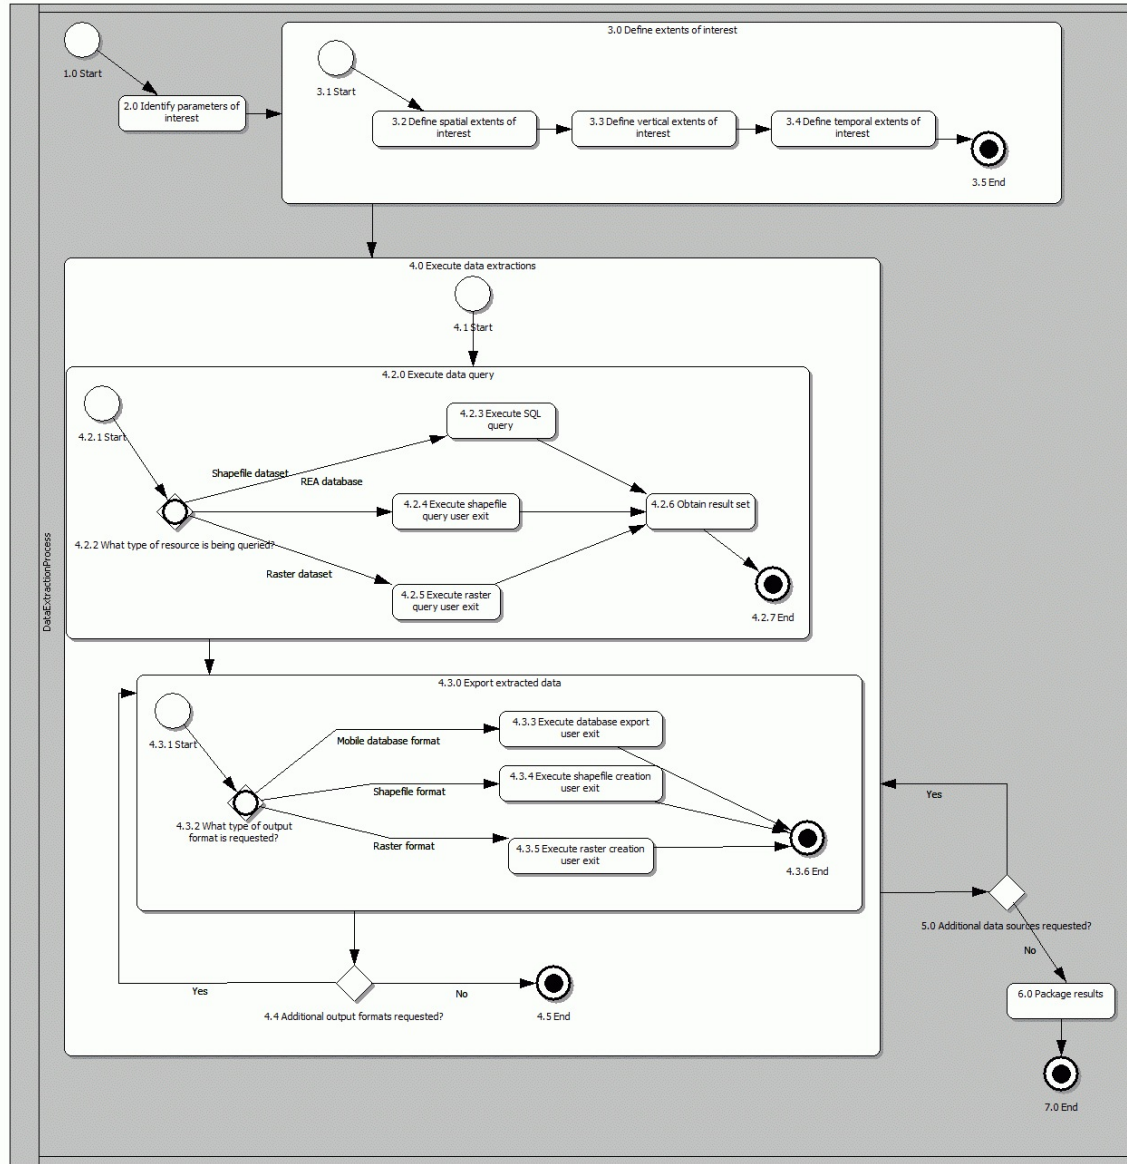 3.0 Define extents of interest
1.0 Start
3.1 Start
2.0 Identify parameters of
interest
3.2 Define spatial extents of
interest
3.3 Define vertical extents of
interest
3.4 Define temporal extents of
interest
3.5 End
4.0 Execute data extractions
4.1 Start
4.2.0 Execute data query
4.2.1 Start
4.2.3 Execute SQL
query
Shapefile dataset
REA database
4.2.4 Execute shapefile
query user exit
4.2.6 Obtain result set
4.2.2 What type of resource is being queried?
Raster dataset
4.2.5 Execute raster
query user exit
4.2.7 End
DataExtractionProcess
4.3.0 Export extracted data
4.3.1 Start
Mobile database format
4.3.3 Execute database export
user exit
Shapefile format
4.3.4 Execute shapefile creation
user exit
4.3.2 What type of output
format is requested?
Raster format
4.3.5 Execute raster creation
user exit
4.3.6 End
Yes
5.0 Additional data sources requested?
No
Yes
No
4.4 Additional output formats requested?
4.5 End
6.0 Package results
7.0 End